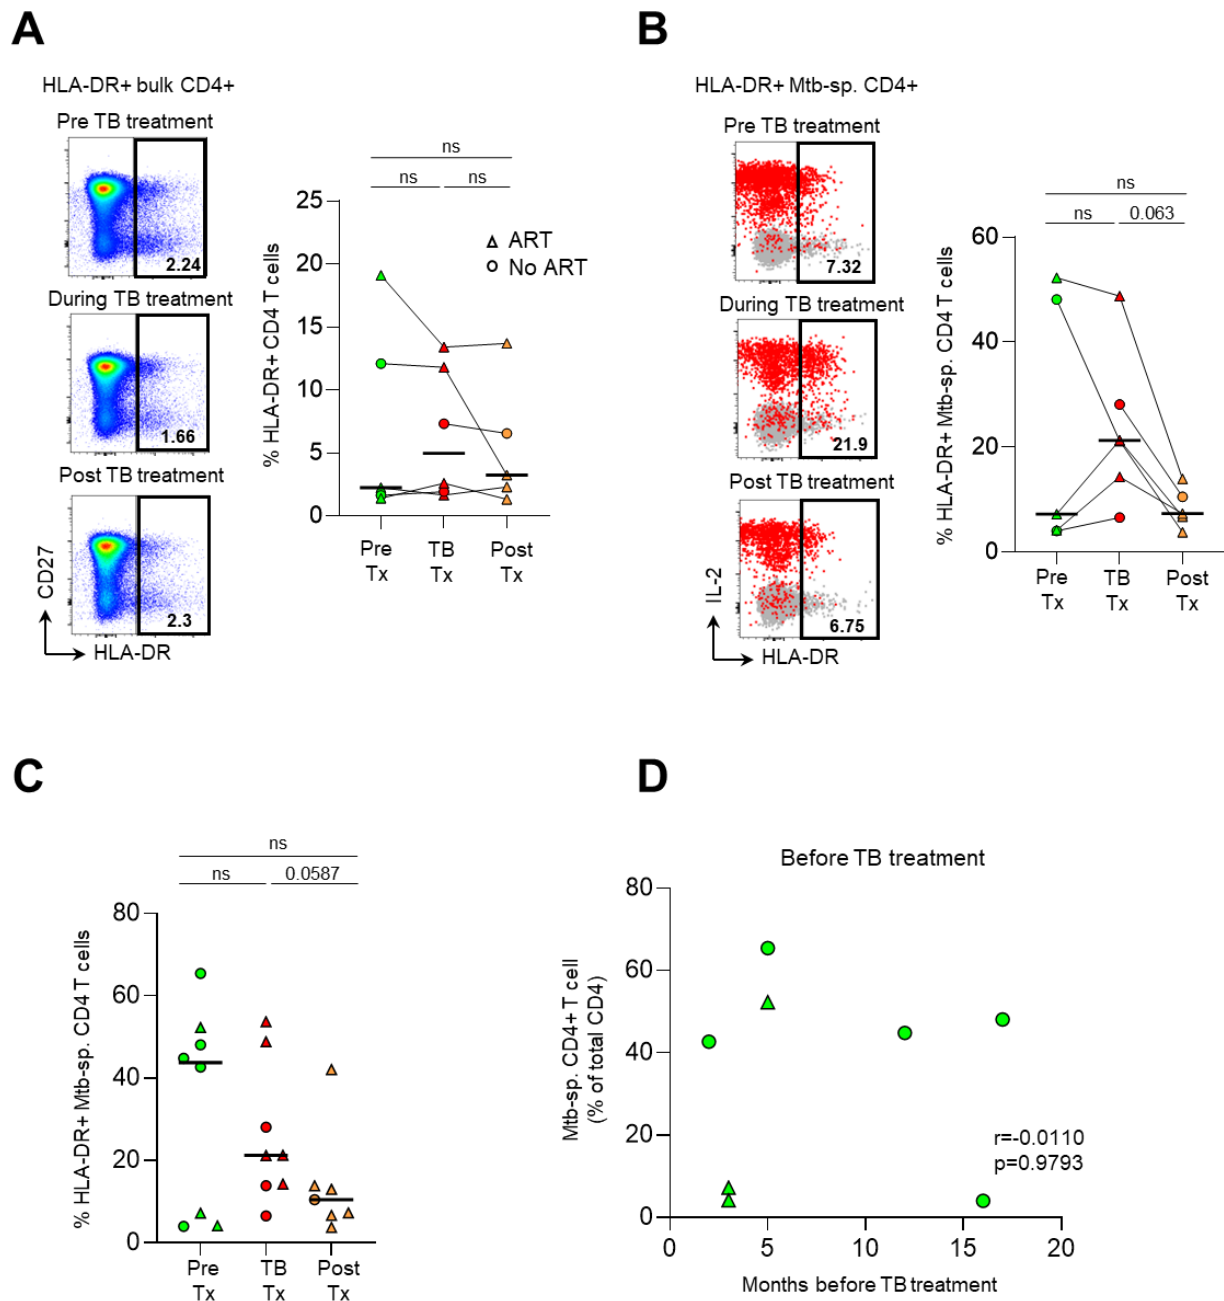 A
HLA-DR+ bulk CD4+
Pre TB treatment
2.24
During TB treatment
1.66
Post TB treatment
2.3
CD27
HLA-DR
ns
ns
ns
25
20
15
10
5
0
% HLA-DR+ CD4 T cells
ART
No ART
Pre
Tx
TB
Tx
Post
Tx
B
HLA-DR+ Mtb-sp. CD4+
Pre TB treatment
7.32
During TB treatment
21.9
Post TB treatment
6.75
IL-2
HLA-DR
ns
ns
0.063
60
40
20
0
% HLA-DR+ Mtb-sp. CD4 T cells
Pre
Tx
TB
Tx
Post
Tx
C
ns
ns
0.0587
80
60
40
20
0
% HLA-DR+ Mtb-sp. CD4 T cells
Pre
Tx
TB
Tx
Post
Tx
D
Before TB treatment
80
60
40
20
0
Mtb-sp. CD4+ T cell
(% of total CD4)
r=-0.0110
p=0.9793
0
5
10
15
20
Months before TB treatment